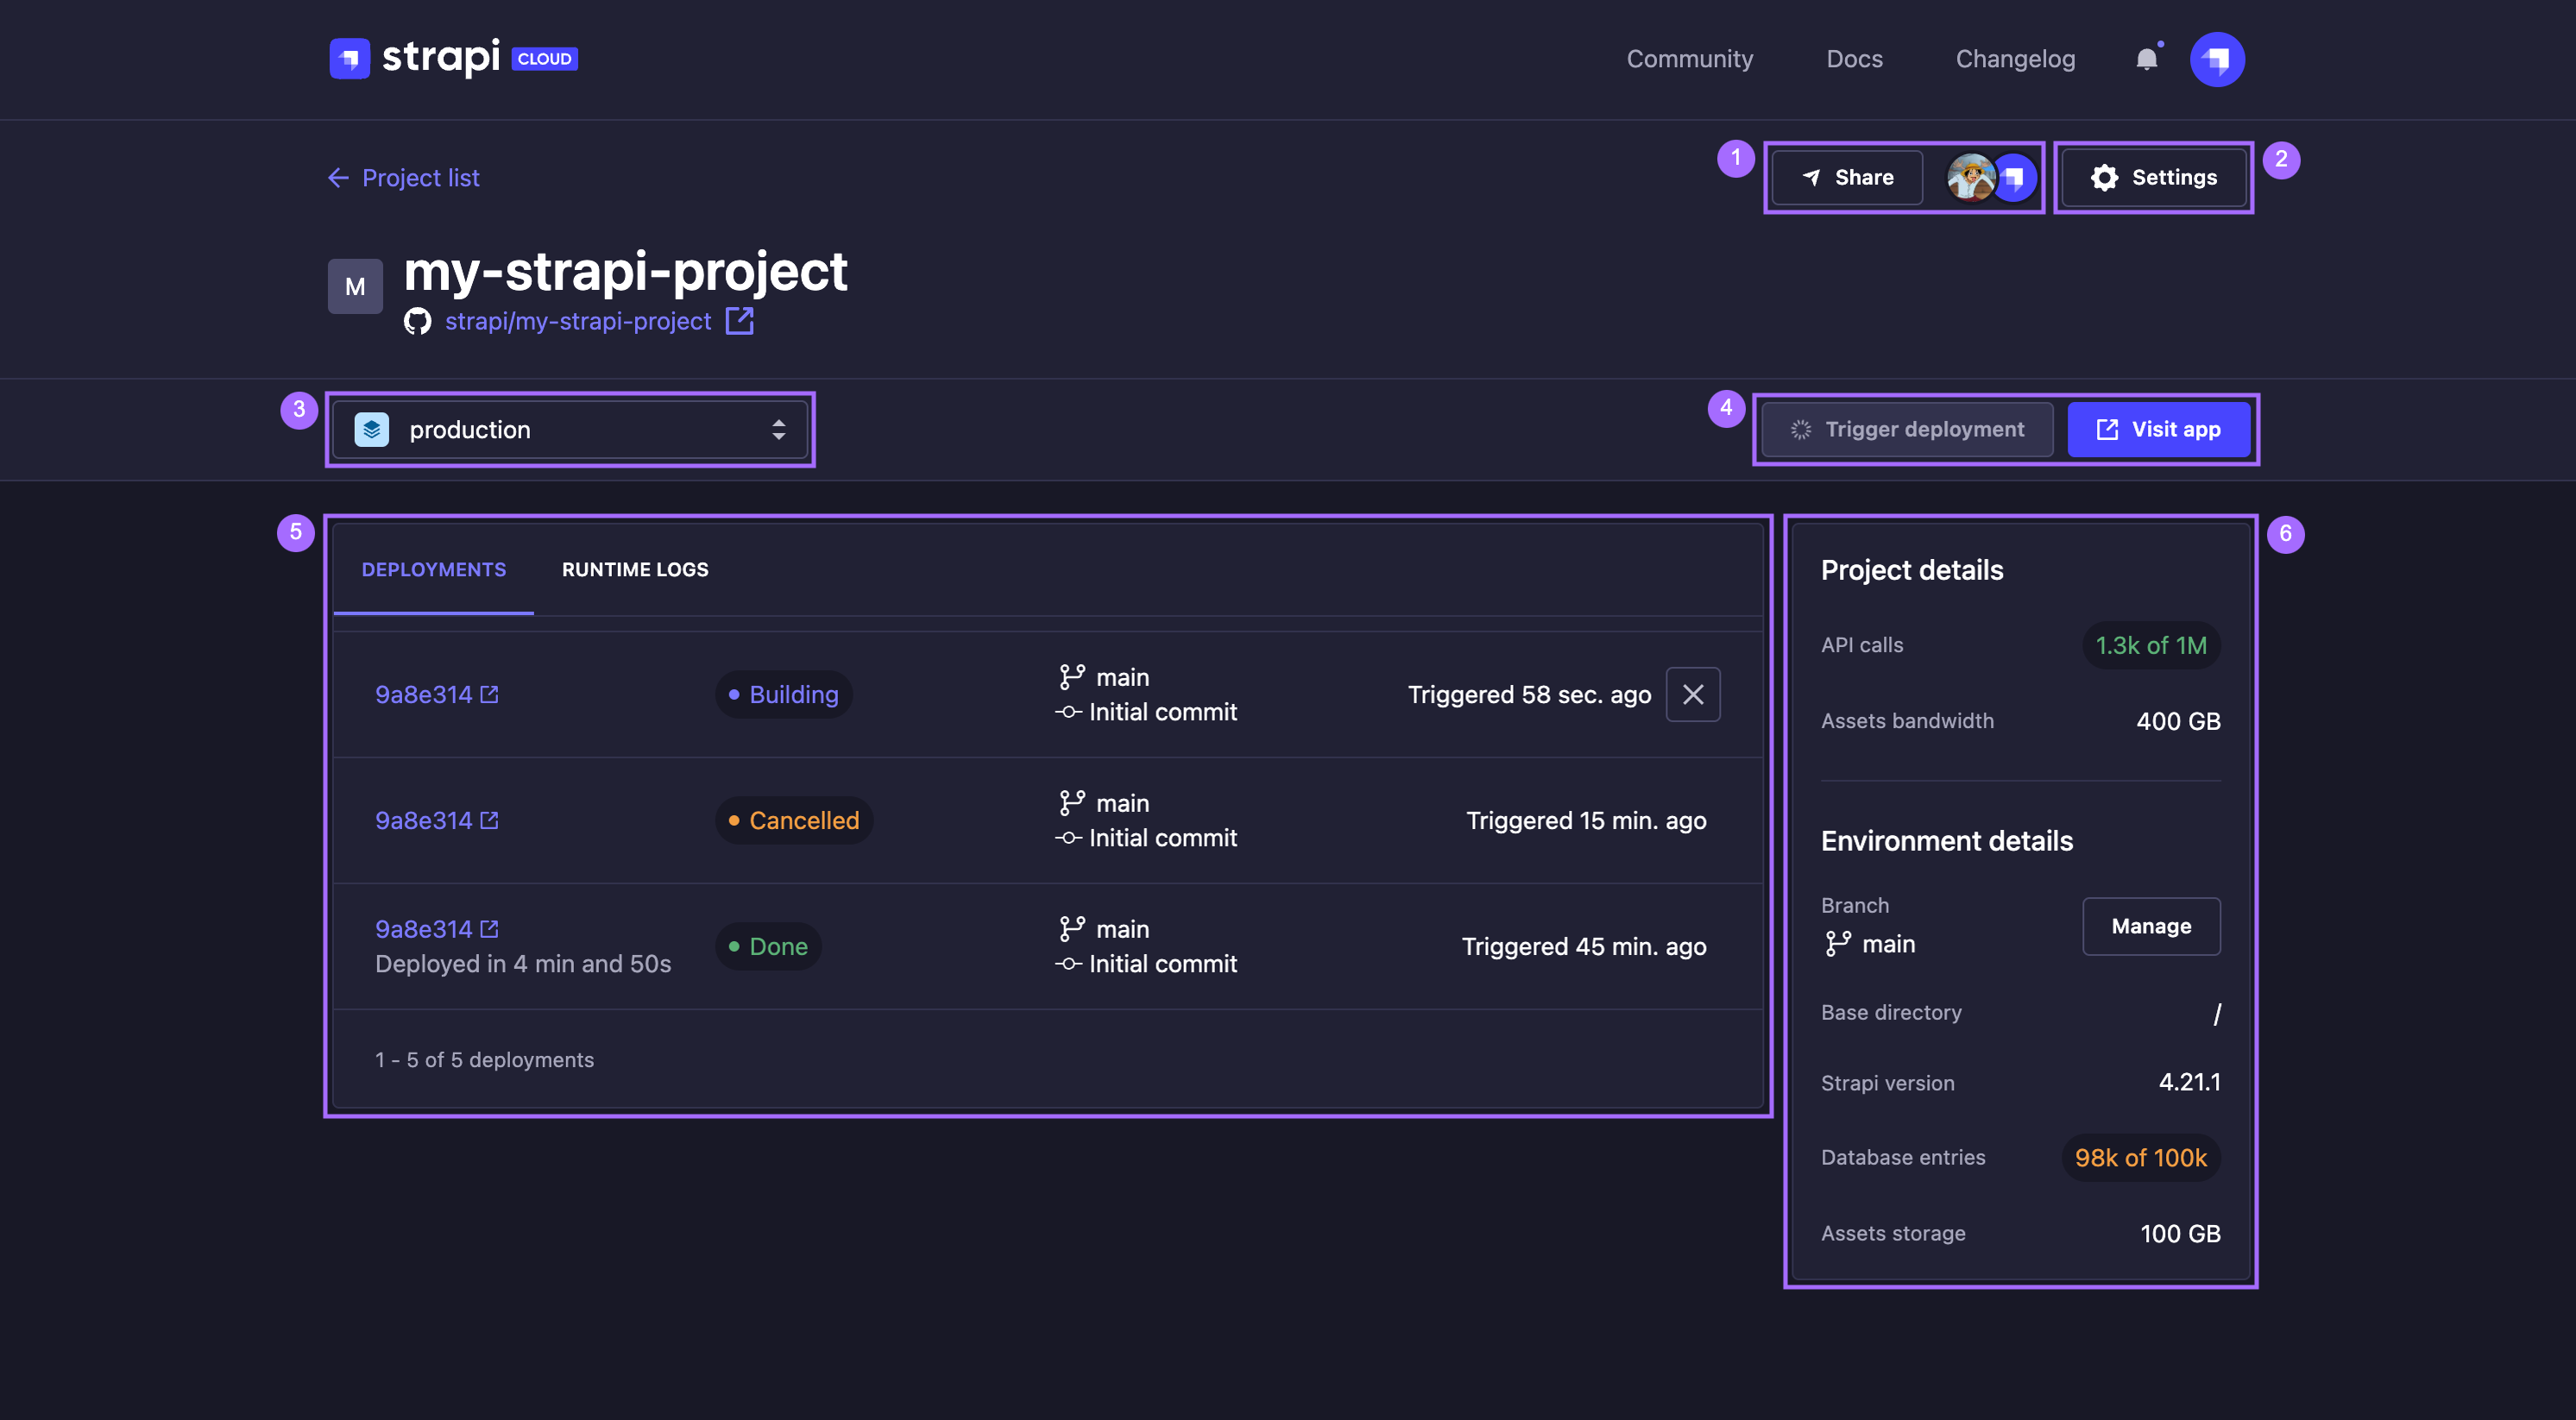 strapi CLOUD
Community Docs Changelog
Project list
1 Share
Settings 2
M
my-strapi-project
strapi/my-strapi-project
3 production
4 Trigger deployment Visit app
5
DEPLOYMENTS RUNTIME LOGS
9a8e314 Building main Triggered 58 sec. ago
Initial commit
9a8e314 Cancelled main Triggered 15 min. ago
Initial commit
9a8e314 Done main Triggered 45 min. ago
Deployed in 4 min and 50s Initial commit
1 - 5 of 5 deployments
6
Project details
API calls 1.3k of 1M
Assets bandwidth 400 GB
Environment details
Branch
main Manage
Base directory /
Strapi version 4.21.1
Database entries 98k of 100k
Assets storage 100 GB